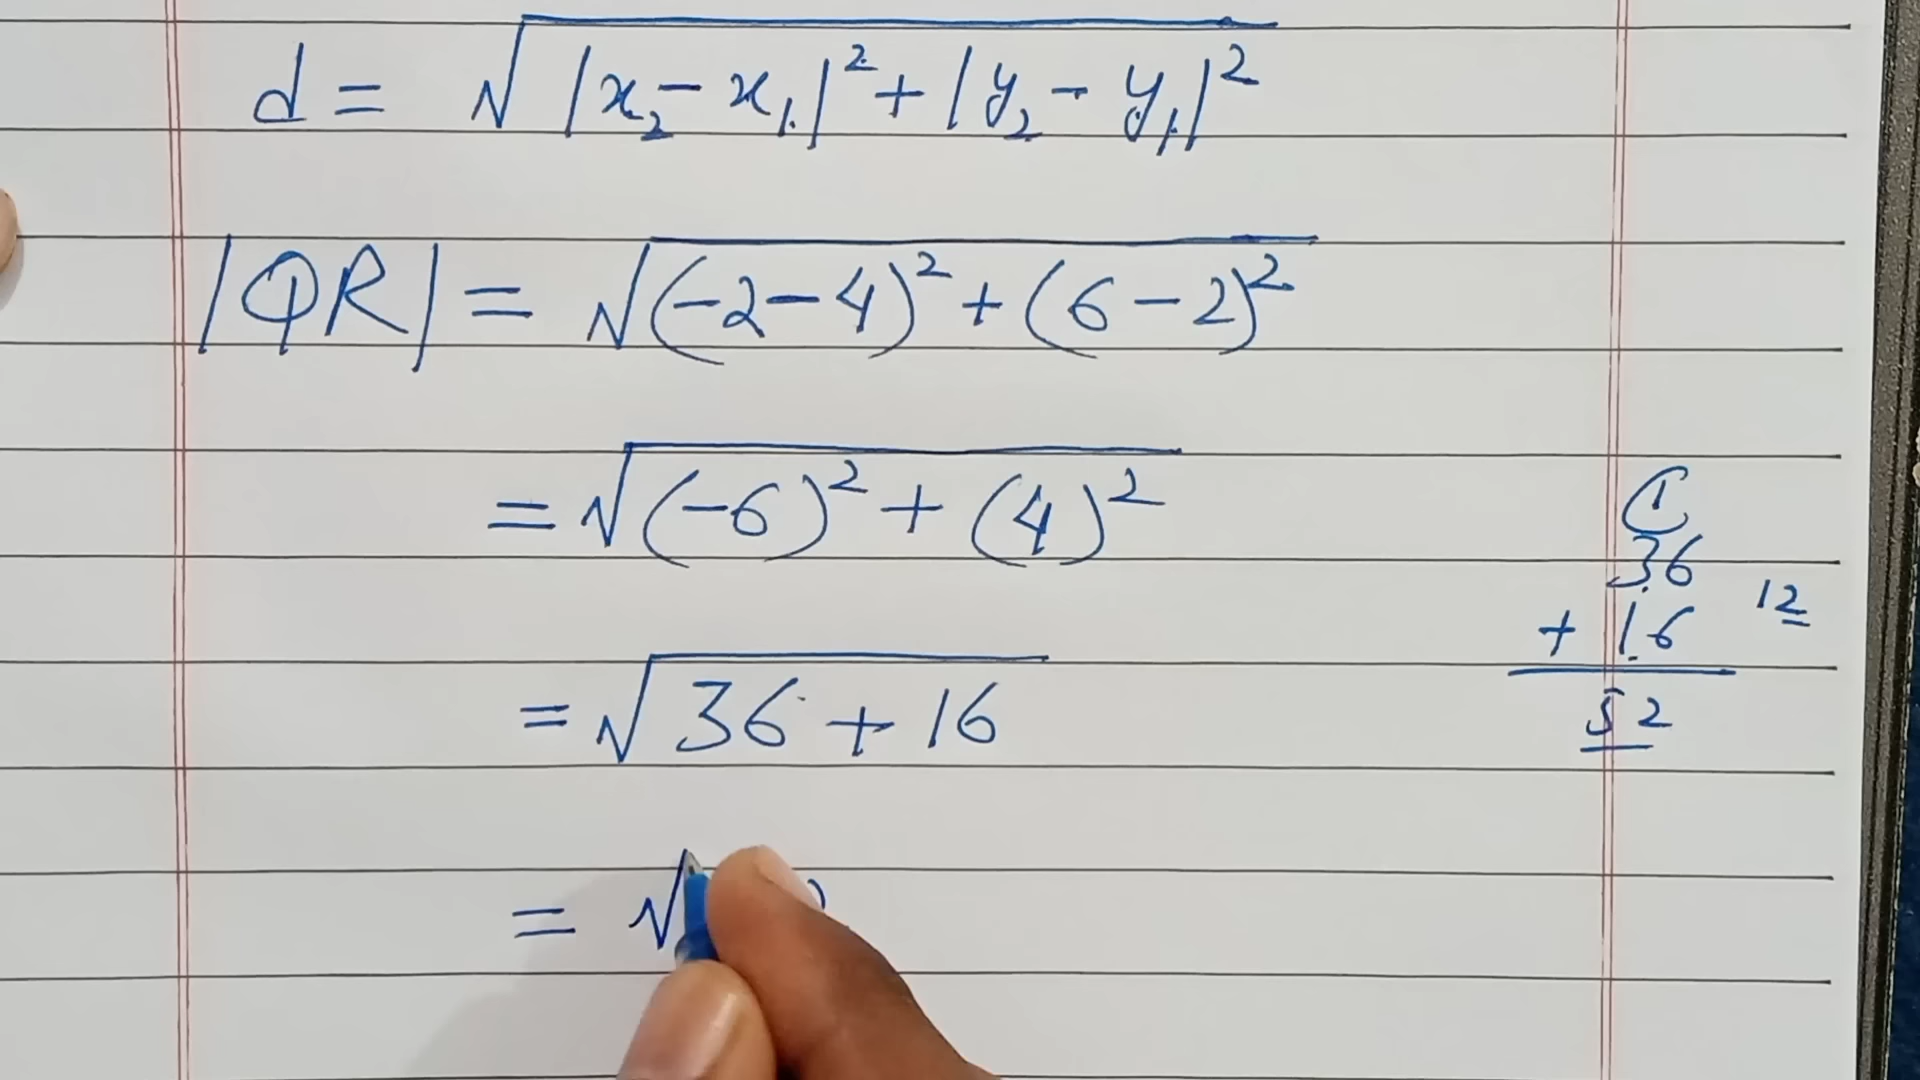 d = √|x₂ - x₁|² + |y₂ - y₁|²
|QR| = √(-2-4)² + (6-2)²
= √(-6)² + (4)²
= √36 + 16
= √
1
36
12
+ 16
52